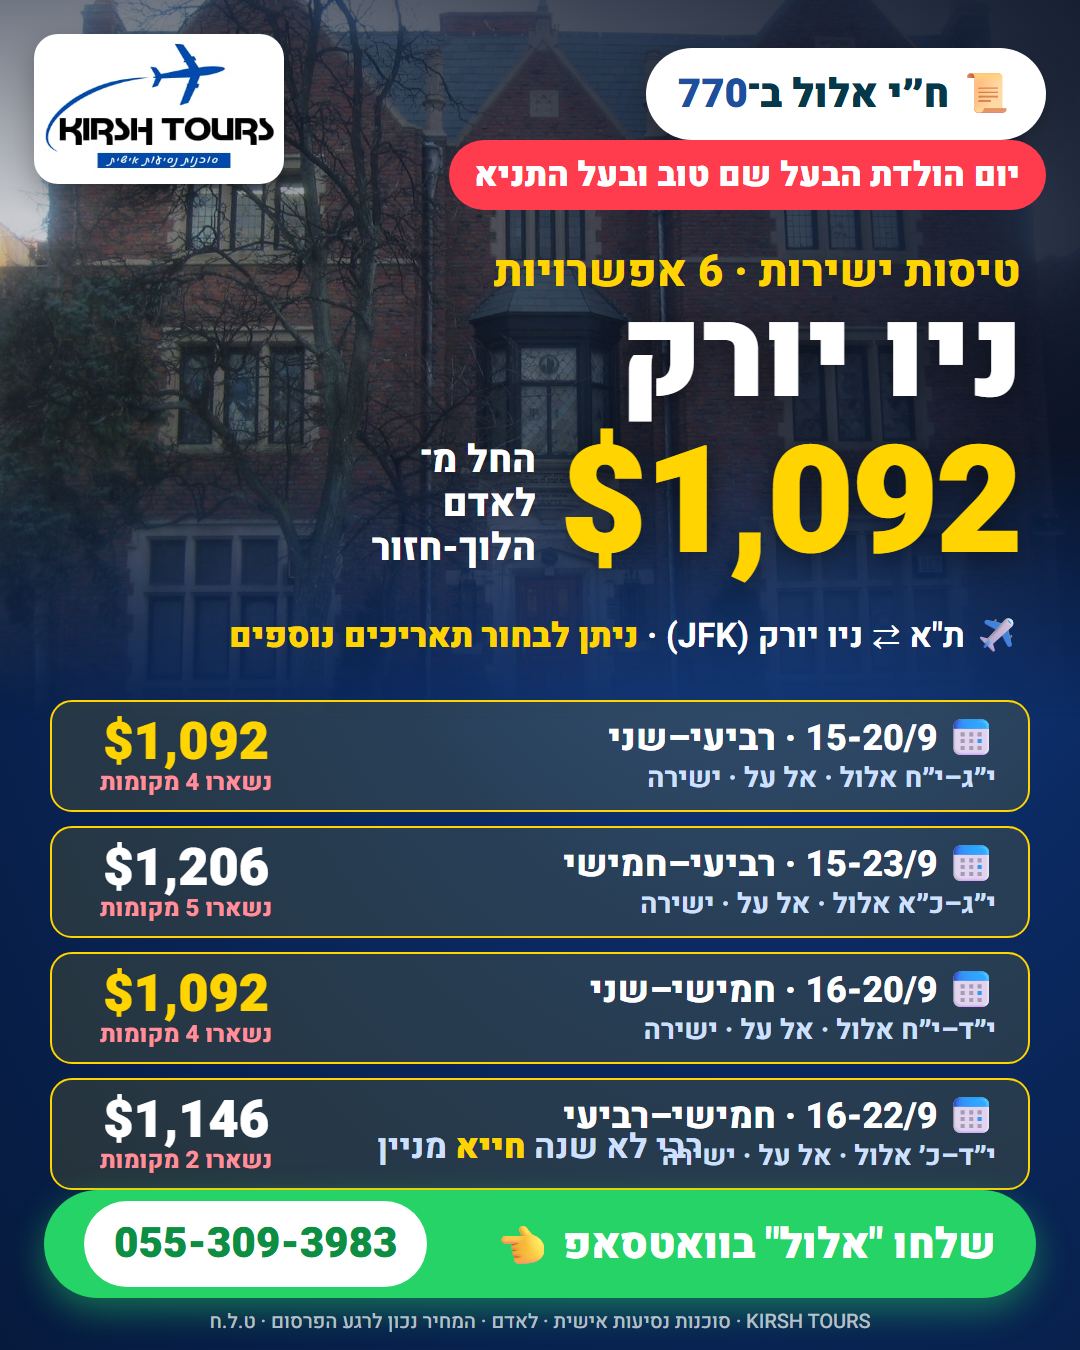 KIRSH TOURS
סוכנות נסיעות אישית
ח״י אלול ב־770
יום הולדת הבעל שם טוב ובעל התניא
טיסות ישירות · 6 אפשרויות
ניו יורק
$1,092
החל מ־
לאדם
הלוך-חזור
ת"א ⇄ ניו יורק (JFK) · ניתן לבחור תאריכים נוספים
15-20/9 · רביעי–שני
$1,092
י״ג–י״ח אלול · אל על · ישירה
נשארו 4 מקומות
15-23/9 · רביעי–חמישי
$1,206
י״ג–כ״א אלול · אל על · ישירה
נשארו 5 מקומות
16-20/9 · חמישי–שני
$1,092
י״ד–י״ח אלול · אל על · ישירה
נשארו 4 מקומות
16-22/9 · חמישי–רביעי
$1,146
י״ד–כ׳ אלול · אל על · ישירה
נשארו 2 מקומות
רבי לא שנה חייא מניין
שלחו "אלול" בוואטסאפ
055-309-3983
KIRSH TOURS · סוכנות נסיעות אישית · לאדם · המחיר נכון לרגע הפרסום · ט.ל.ח